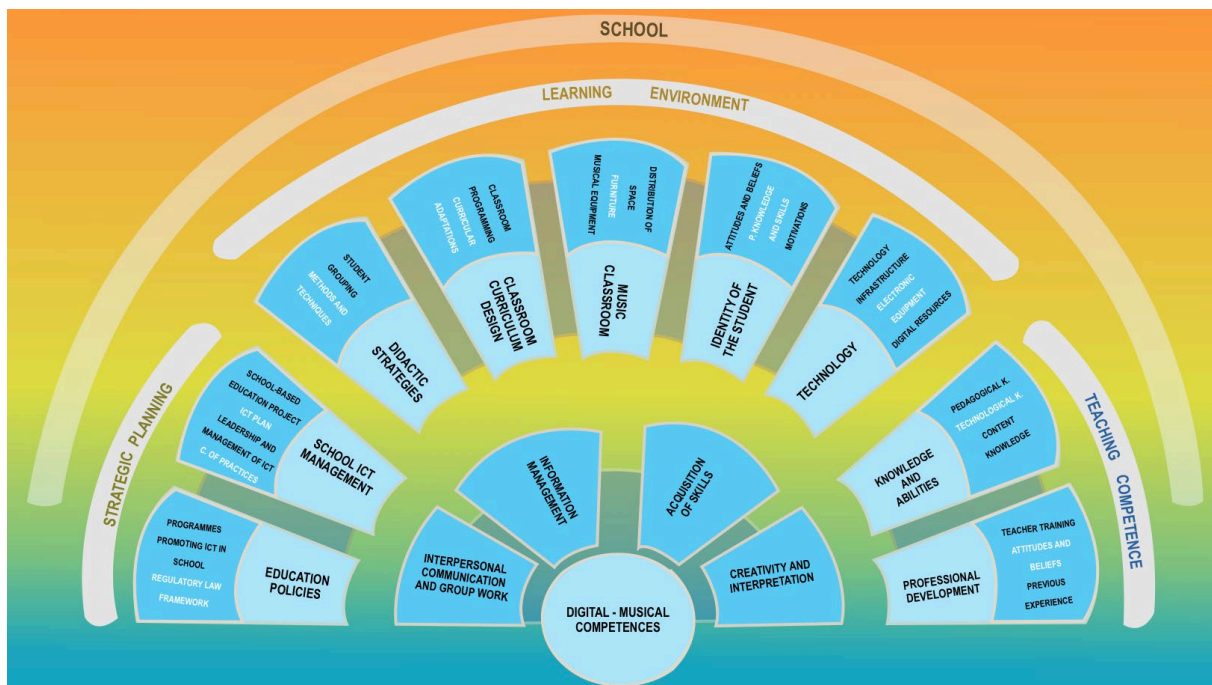 SCHOOL
LEARNING ENVIRONMENT
STRATEGIC PLANNING
TEACHING COMPETENCE
PROGRAMMES
PROMOTING ICT IN
SCHOOL
REGULATORY LAW
FRAMEWORK
EDUCATION
POLICIES
SCHOOL-BASED
EDUCATION PROJECT
ICT PLAN
LEADERSHIP AND
MANAGEMENT OF ICT
C. OF PRACTICES
SCHOOL ICT
MANAGEMENT
STUDENT
GROUPING
METHODS AND
TECHNIQUES
DIDACTIC
STRATEGIES
CLASSROOM
PROGRAMMING
CURRICULAR
ADAPTATIONS
CLASSROOM
CURRICULUM
DESIGN
DISTRIBUTION OF
SPACE
FURNITURE
MUSICAL EQUIPMENT
MUSIC
CLASSROOM
ATTITUDES AND BELIEFS
P. KNOWLEDGE
AND SKILLS
MOTIVATIONS
IDENTITY OF
THE STUDENT
TECHNOLOGY
INFRASTRUCTURE
ELECTRONIC
EQUIPMENT
DIGITAL RESOURCES
TECHNOLOGY
PEDAGOGICAL K.
TECHNOLOGICAL K.
CONTENT
KNOWLEDGE
KNOWLEDGE
AND
ABILITIES
TEACHER TRAINING
ATTITUDES AND
BELIEFS
PREVIOUS
EXPERIENCE
PROFESSIONAL
DEVELOPMENT
INTERPERSONAL
COMMUNICATION
AND GROUP WORK
INFORMATION
MANAGEMENT
ACQUISITION
OF SKILLS
CREATIVITY AND
INTERPRETATION
DIGITAL - MUSICAL
COMPETENCES